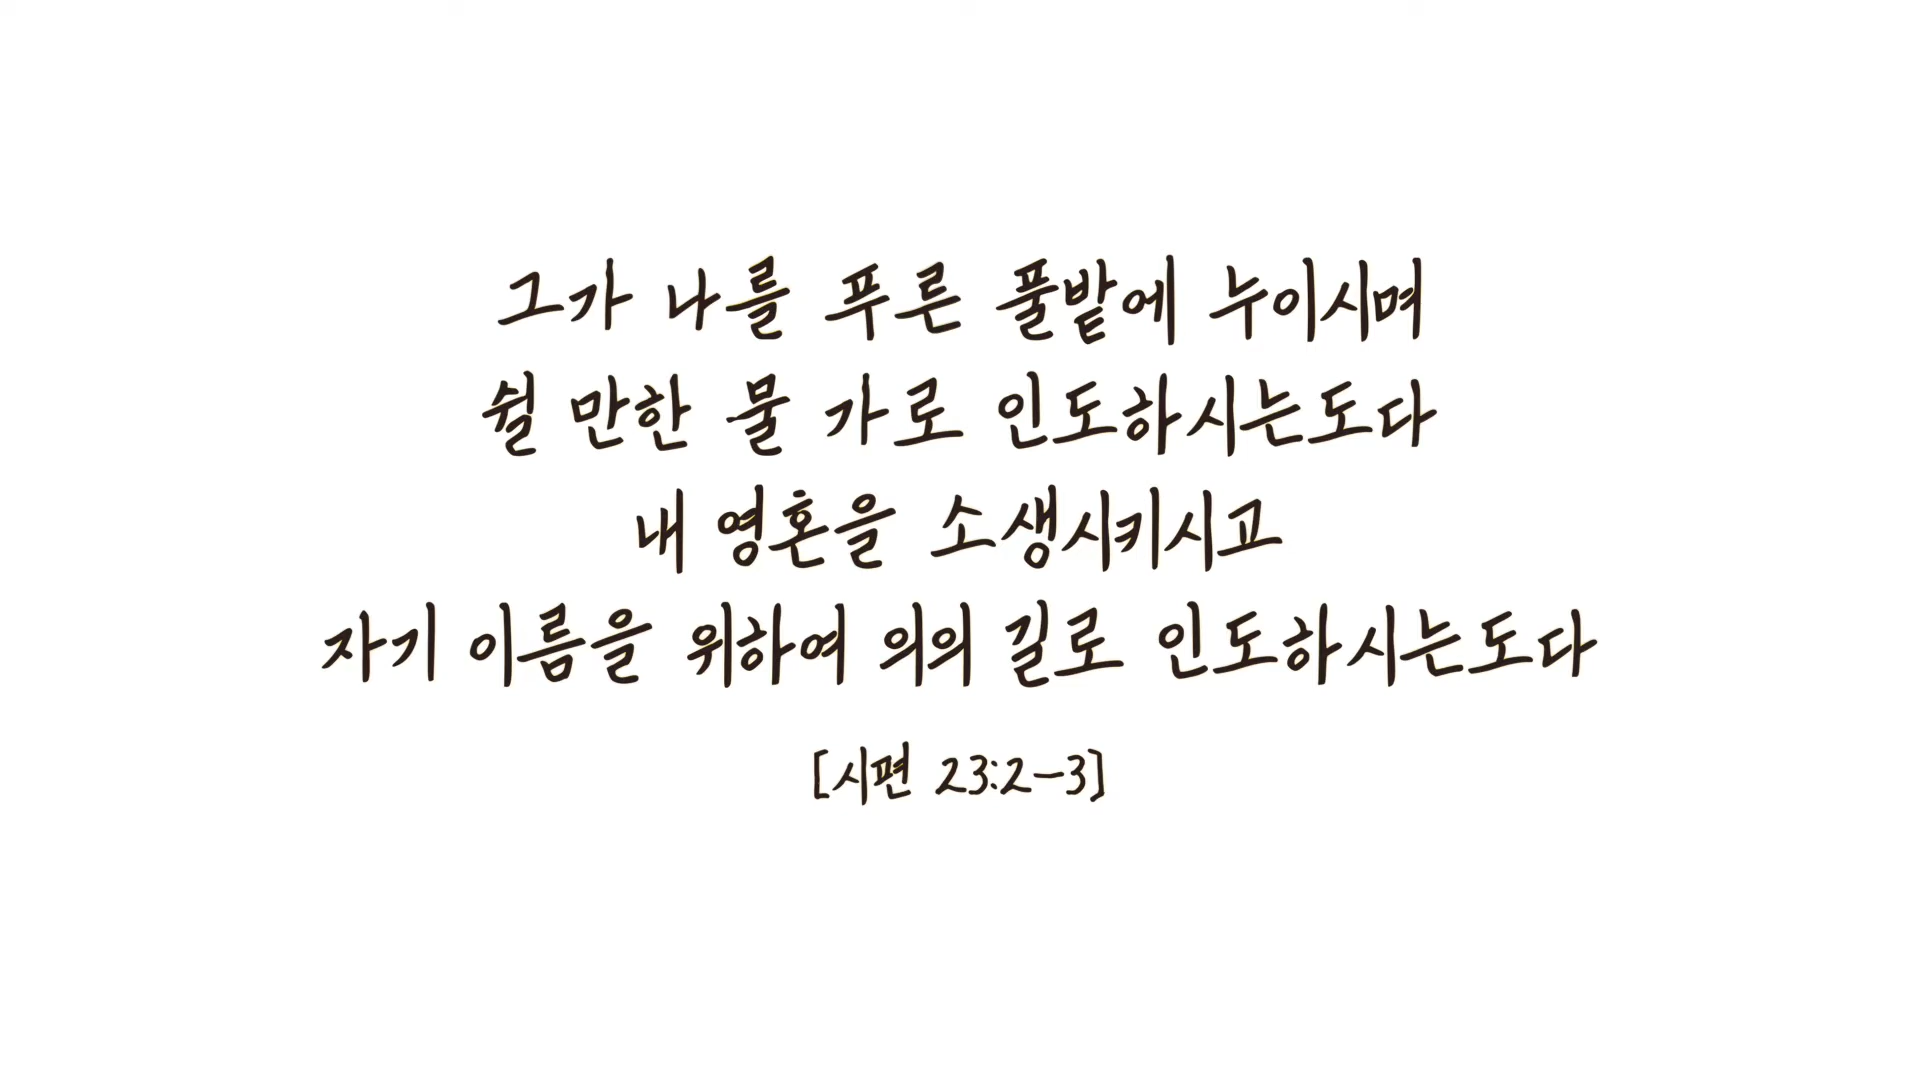 그가 나를 푸른 풀밭에 누이시며
쉴 만한 물 가로 인도하시는도다
내 영혼을 소생시키시고
자기 이름을 위하여 의의 길로 인도하시는도다
[시편 23:2-3]